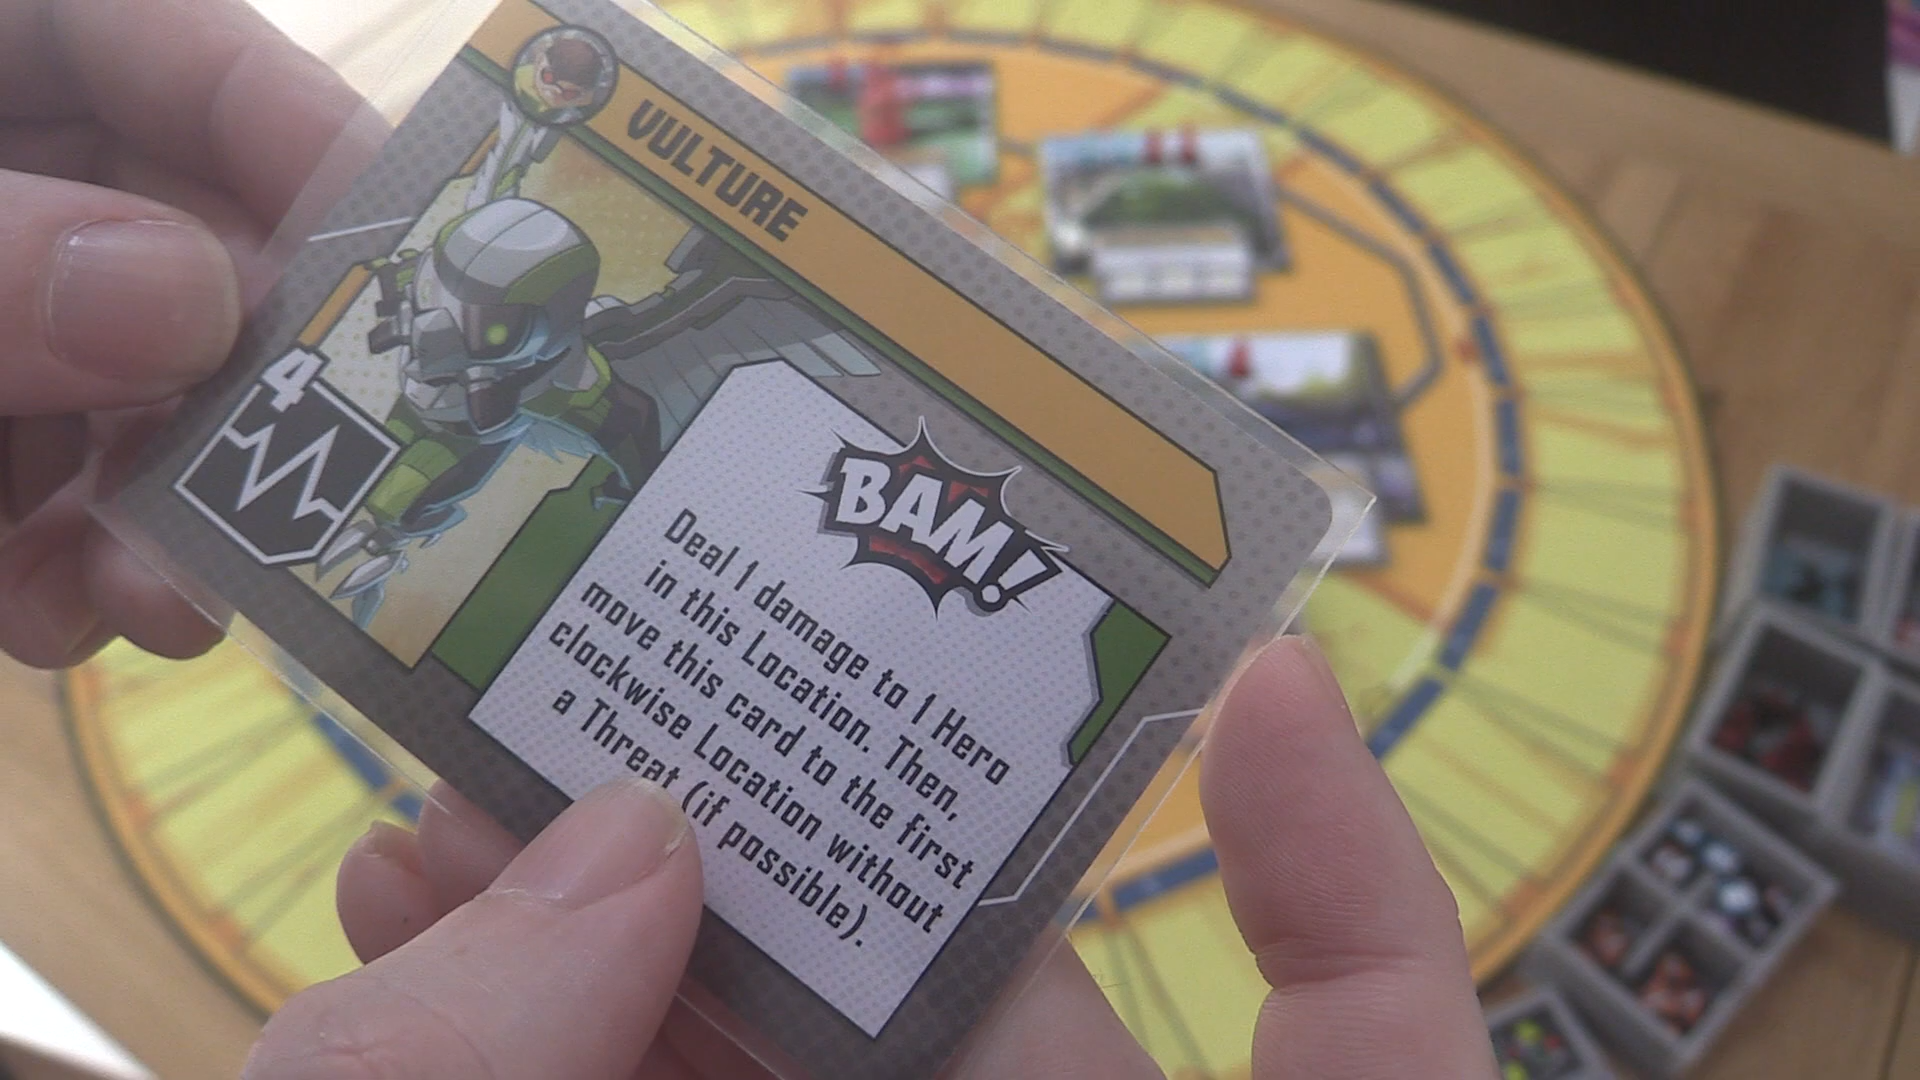 VULTURE
4
BAM!
Deal 1 damage to 1 Hero
in this Location. Then,
move this card to the first
clockwise Location without
a Threat (if possible).